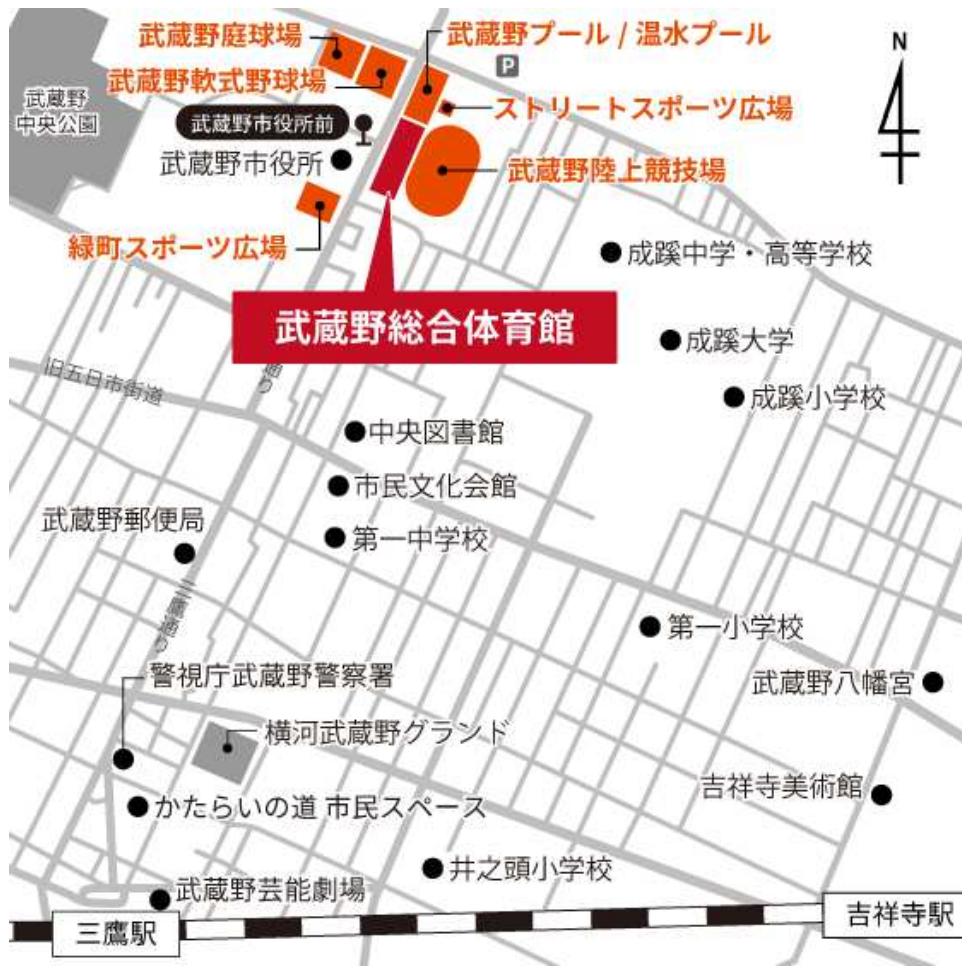 武蔵野庭球場
武蔵野プール / 温水プール
N
P
武蔵野軟式野球場
武蔵野
中央公園
ストリートスポーツ広場
武蔵野市役所前
武蔵野市役所
武蔵野陸上競技場
緑町スポーツ広場
成蹊中学・高等学校
武蔵野総合体育館
成蹊大学
通り
旧五日市街道
成蹊小学校
中央図書館
市民文化会館
武蔵野郵便局
第一中学校
三鷹通り
第一小学校
警視庁武蔵野警察署
武蔵野八幡宮
横河武蔵野グランド
吉祥寺美術館
かたらいの道 市民スペース
井之頭小学校
武蔵野芸能劇場
吉祥寺駅
三鷹駅